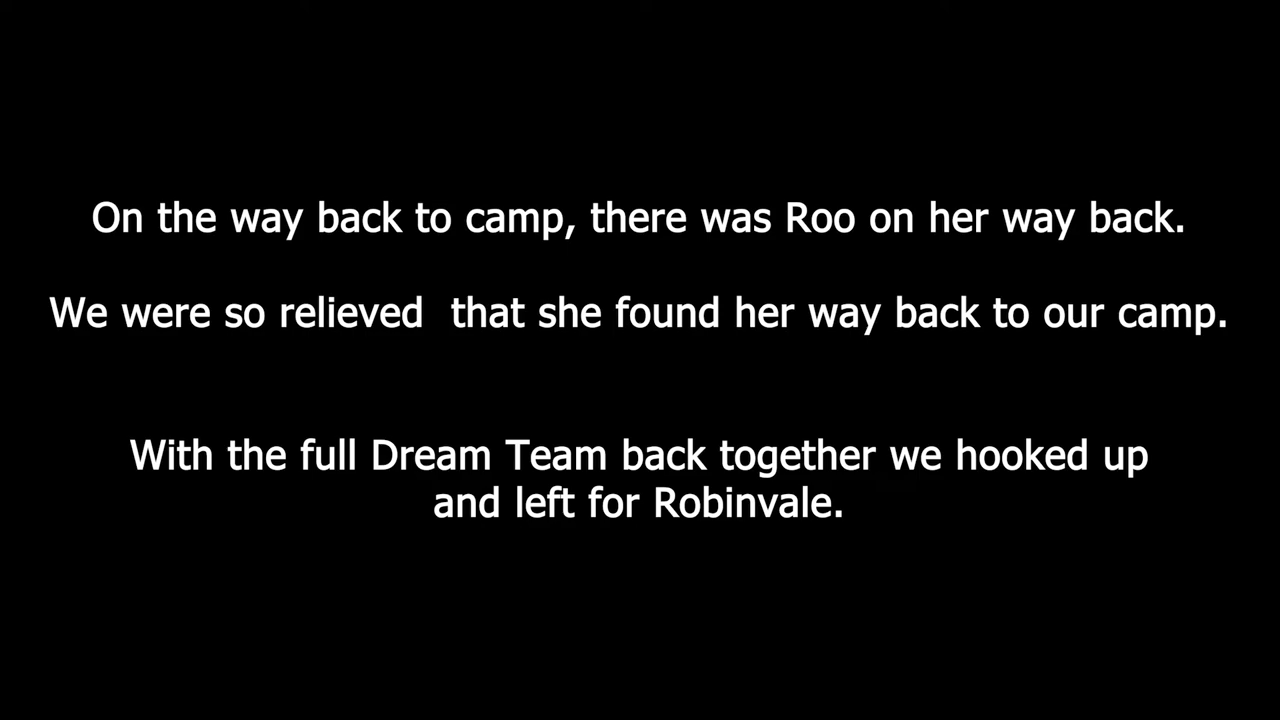 On the way back to camp, there was Roo on her way back.
We were so relieved  that she found her way back to our camp.
With the full Dream Team back together we hooked up
and left for Robinvale.